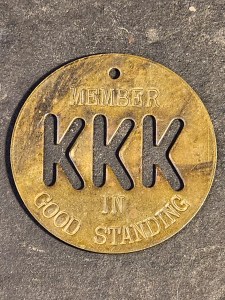 MEMBER
KKK
IN
GOOD STANDING